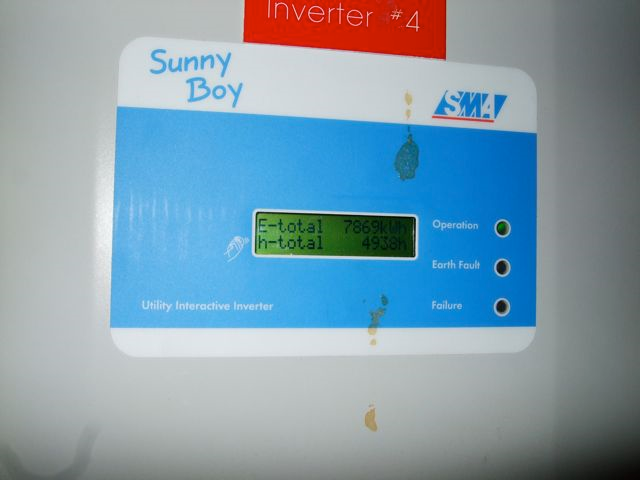 Inverter #4
Sunny
Boy
SMA
E-total 7869kWh
h-total 4938h
Operation
Earth Fault
Failure
Utility Interactive Inverter